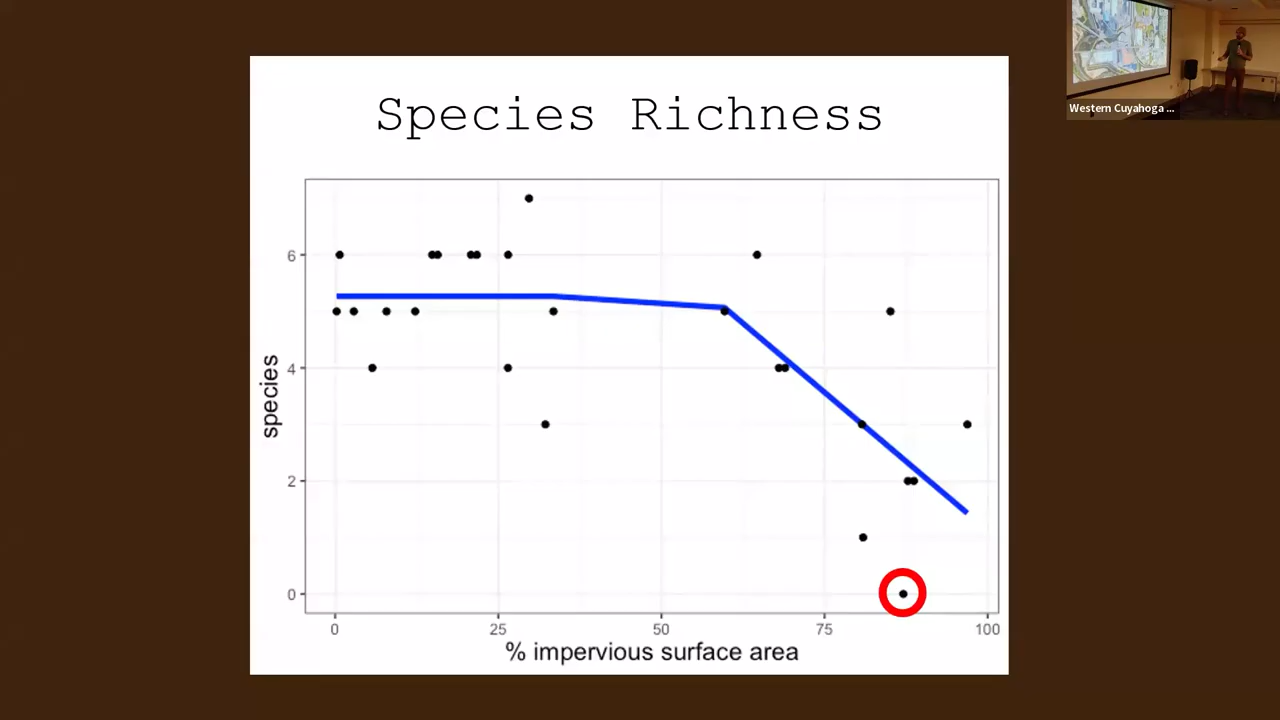 Species Richness
Western Cuyahoga ...
6
4
2
0
species
0 25 50 75 100
% impervious surface area